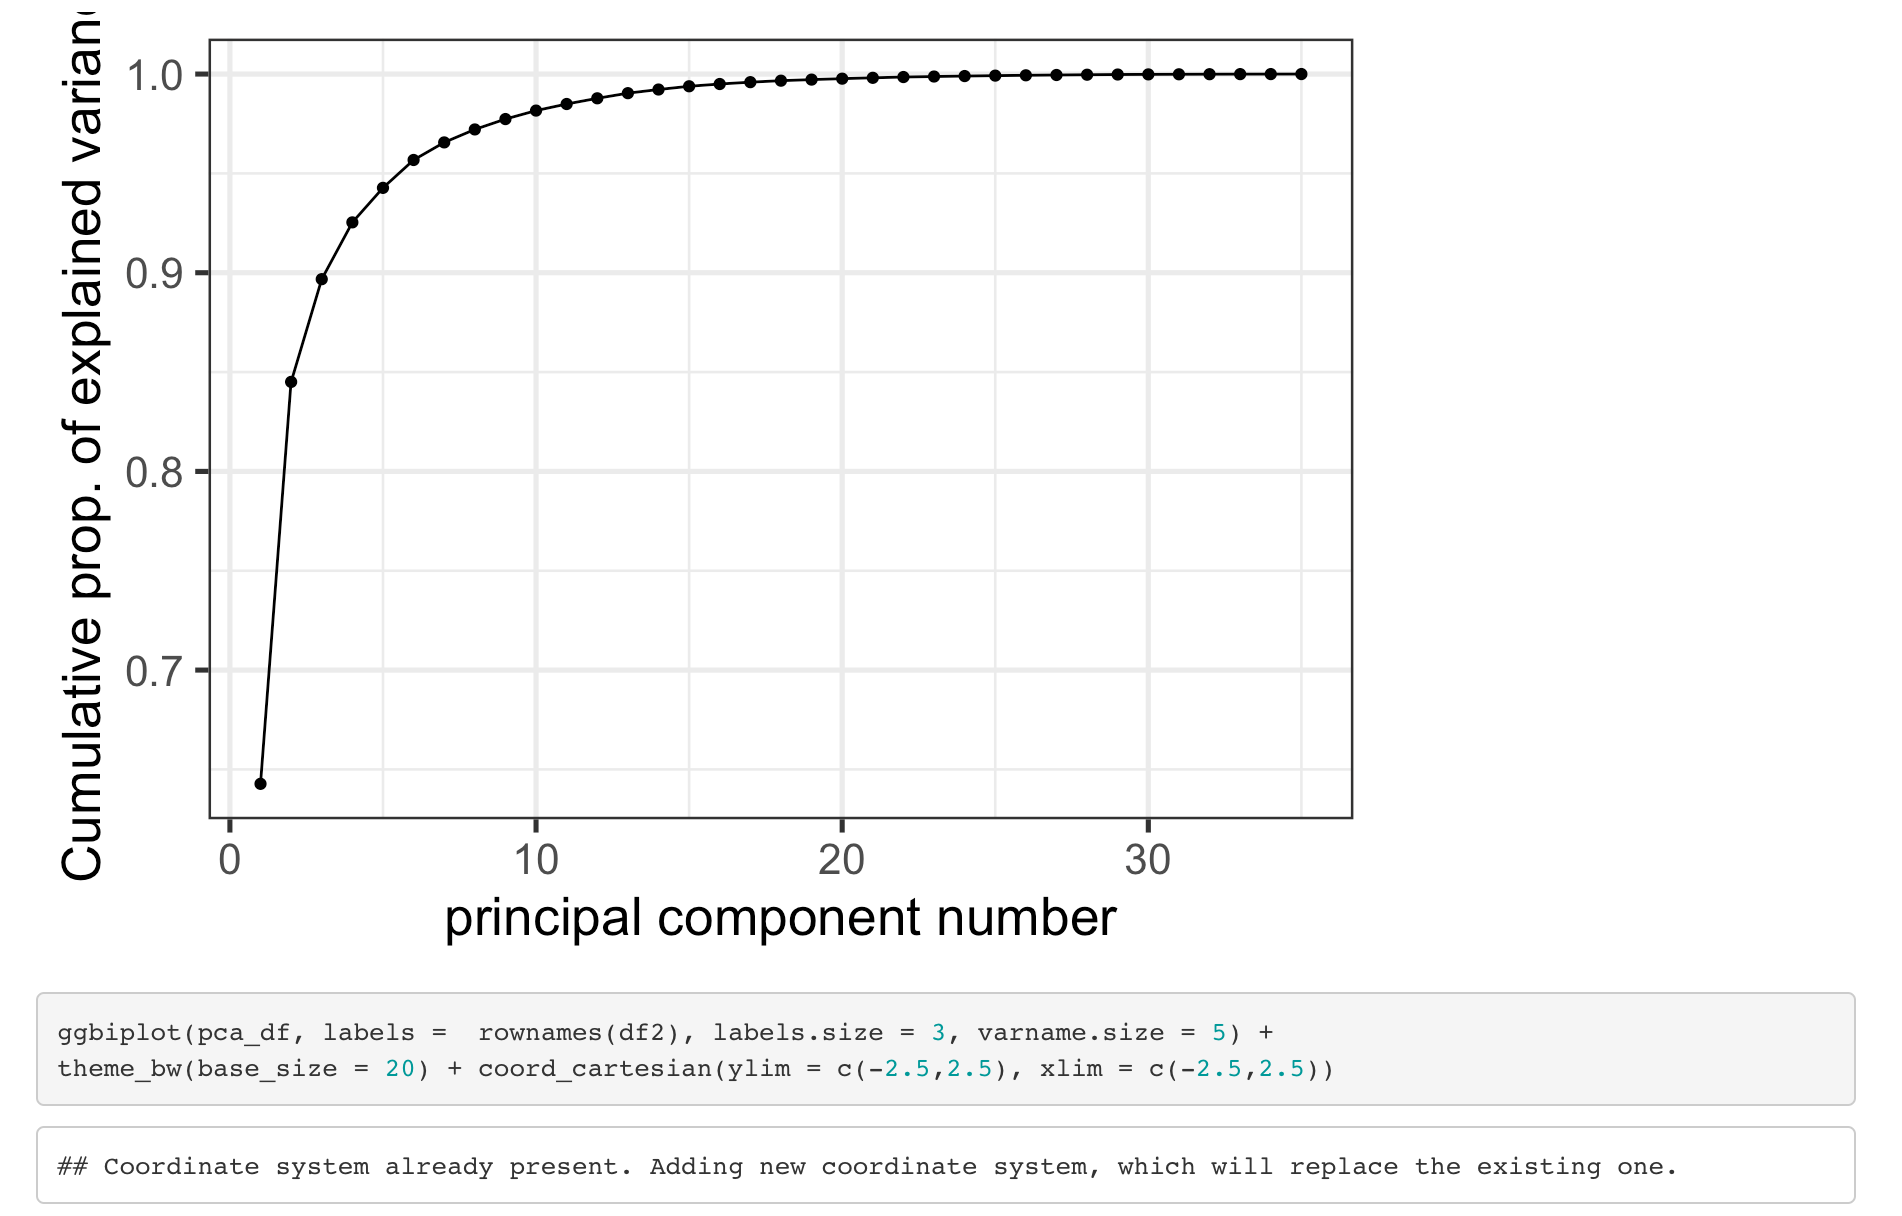 Cumulative prop. of explained
1.0
0.9
0.8
0.7
0 10 20 30
principal component number
ggbiplot(pca_df, labels =  rownames(df2), labels.size = 3, varname.size = 5) +
theme_bw(base_size = 20) + coord_cartesian(ylim = c(-2.5,2.5), xlim = c(-2.5,2.5))
## Coordinate system already present. Adding new coordinate system, which will replace the existing one.